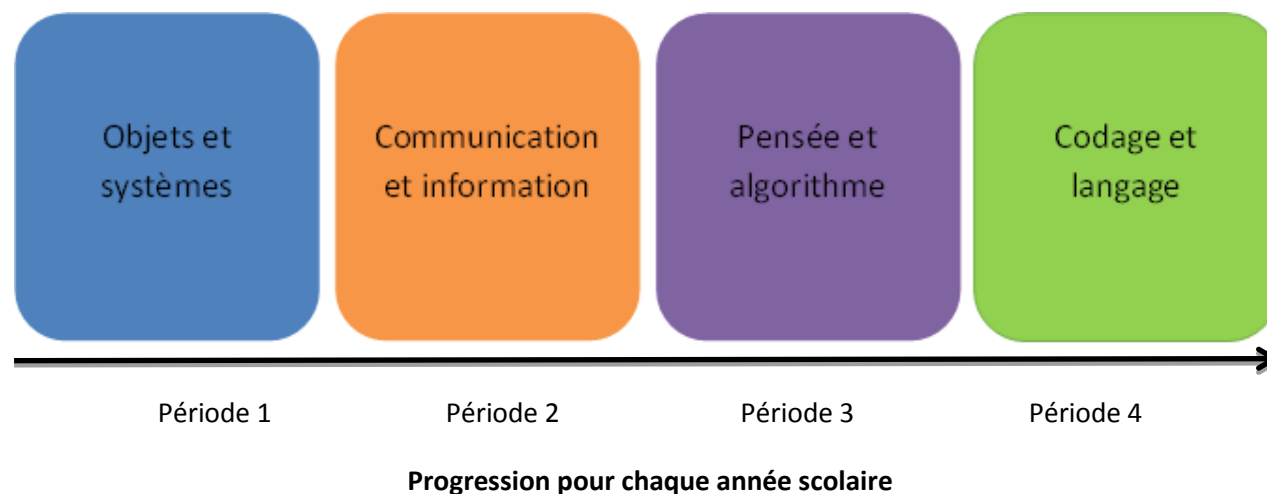 Objets et
systèmes
Communication
et information
Pensée et
algorithme
Codage et
langage
Période 1
Période 2
Période 3
Période 4
Progression pour chaque année scolaire